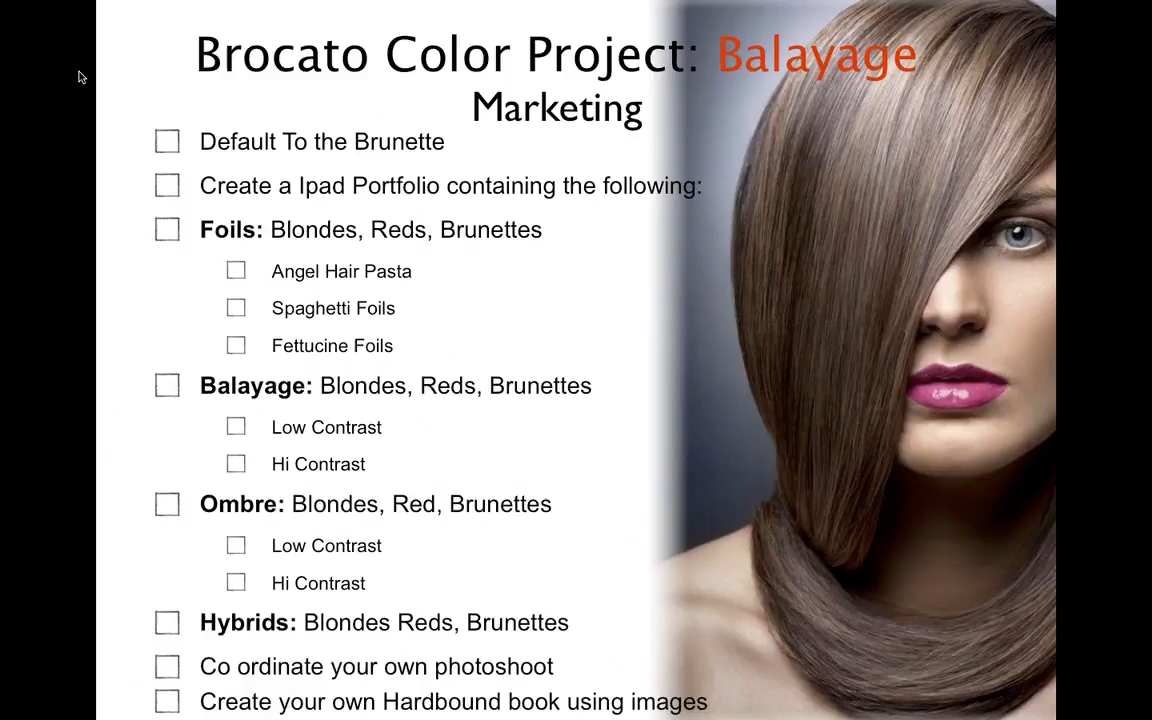 Brocato Color Project: Balayage
Marketing
Default To the Brunette
Create a Ipad Portfolio containing the following:
Foils: Blondes, Reds, Brunettes
Angel Hair Pasta
Spaghetti Foils
Fettucine Foils
Balayage: Blondes, Reds, Brunettes
Low Contrast
Hi Contrast
Ombre: Blondes, Red, Brunettes
Low Contrast
Hi Contrast
Hybrids: Blondes Reds, Brunettes
Co ordinate your own photoshoot
Create your own Hardbound book using images